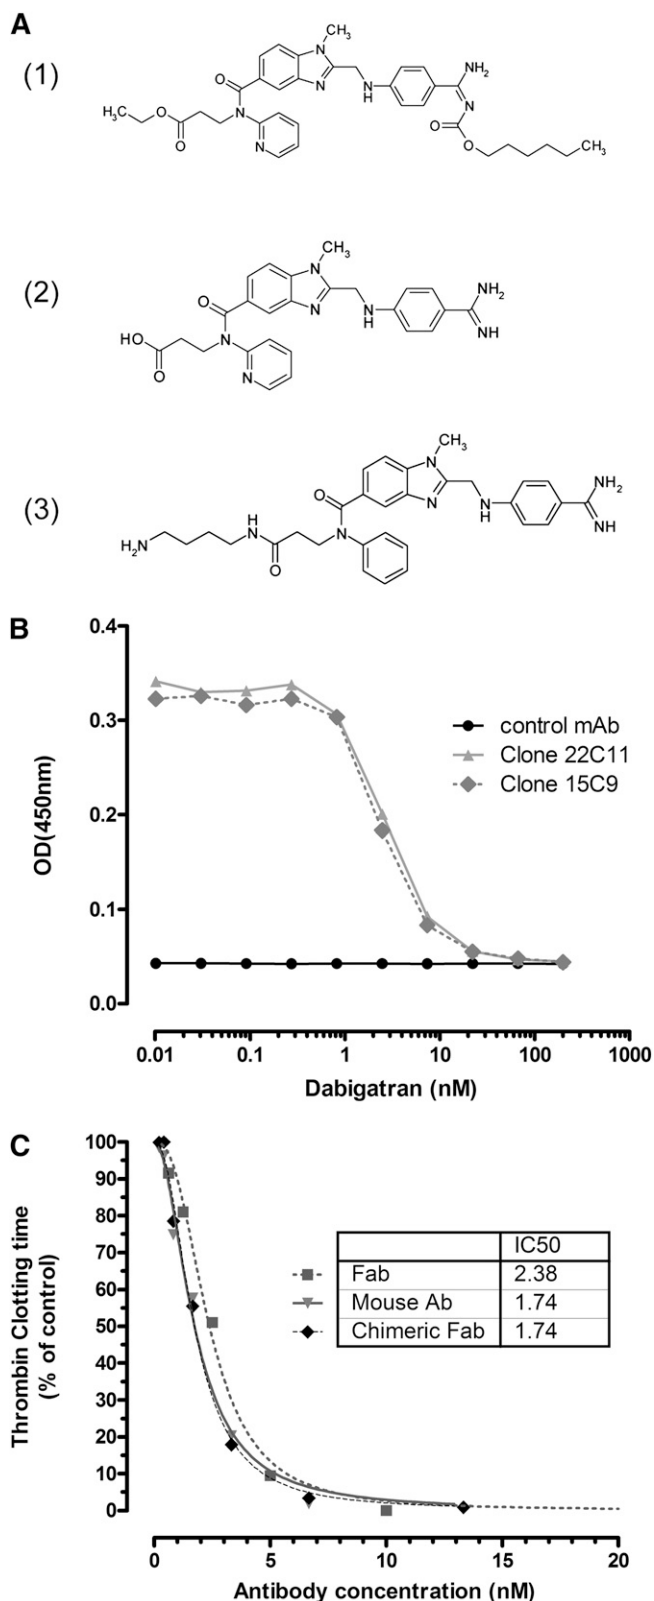 A
(1)
H₃C
O
O
N
N
O
N
N
CH₃
NH
NH₂
N
O
O
CH₃
(2)
HO
O
N
N
O
N
N
CH₃
NH
NH₂
NH
(3)
H₂N
H
N
O
N
O
N
N
CH₃
NH
NH₂
NH
B
0.4
0.3
0.2
0.1
0.0
OD(450nm)
control mAb
Clone 22C11
Clone 15C9
0.01 0.1 1 10 100 1000
Dabigatran (nM)
C
100
90
80
70
60
50
40
30
20
10
0
Thrombin Clotting time
(% of control)
IC50
Fab 2.38
Mouse Ab 1.74
Chimeric Fab 1.74
0 5 10 15 20
Antibody concentration (nM)